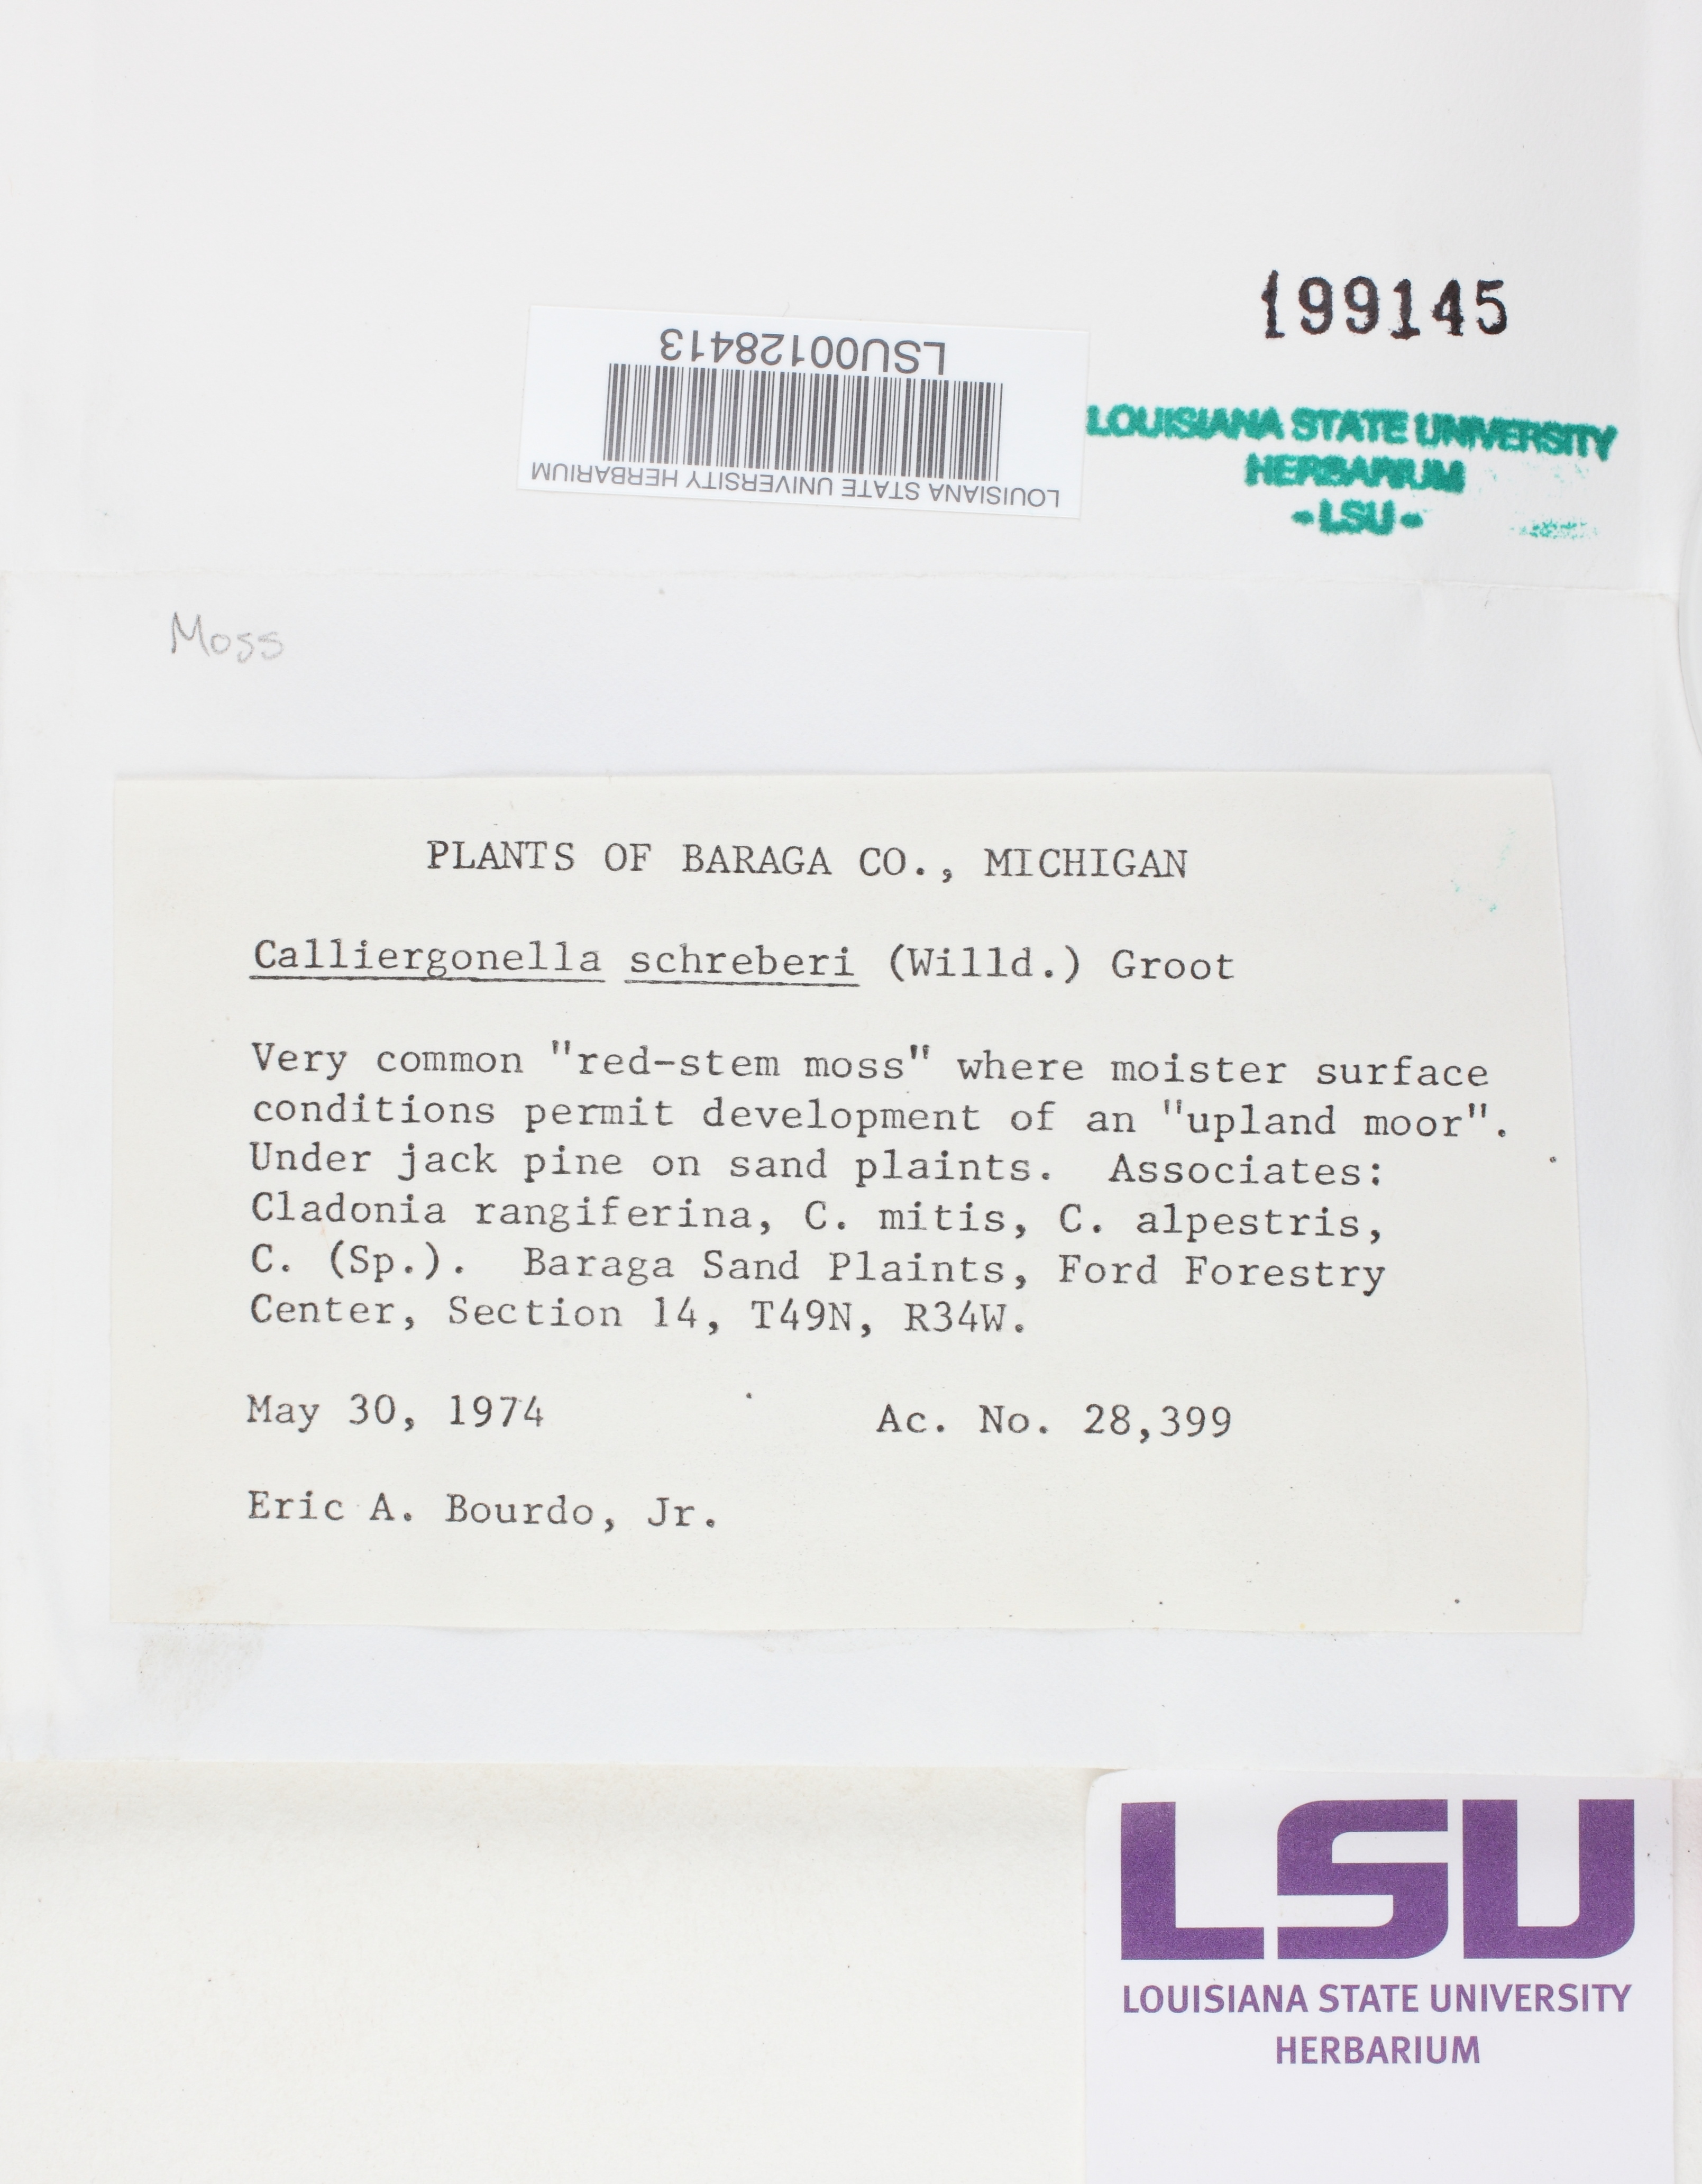 199145
LSU00128413
LOUISIANA STATE UNIVERSITY HERBARIUM
LOUISIANA STATE UNIVERSITY
HERBARIUM
- LSU -
Moss
PLANTS OF BARAGA CO., MICHIGAN
Calliergonella schreberi (Willd.) Groot
Very common "red-stem moss" where moister surface
conditions permit development of an "upland moor".
Under jack pine on sand plaints. Associates:
Cladonia rangiferina, C. mitis, C. alpestris,
C. (Sp.). Baraga Sand Plaints, Ford Forestry
Center, Section 14, T49N, R34W.
May 30, 1974 Ac. No. 28,399
Eric A. Bourdo, Jr.
LSU
LOUISIANA STATE UNIVERSITY
HERBARIUM